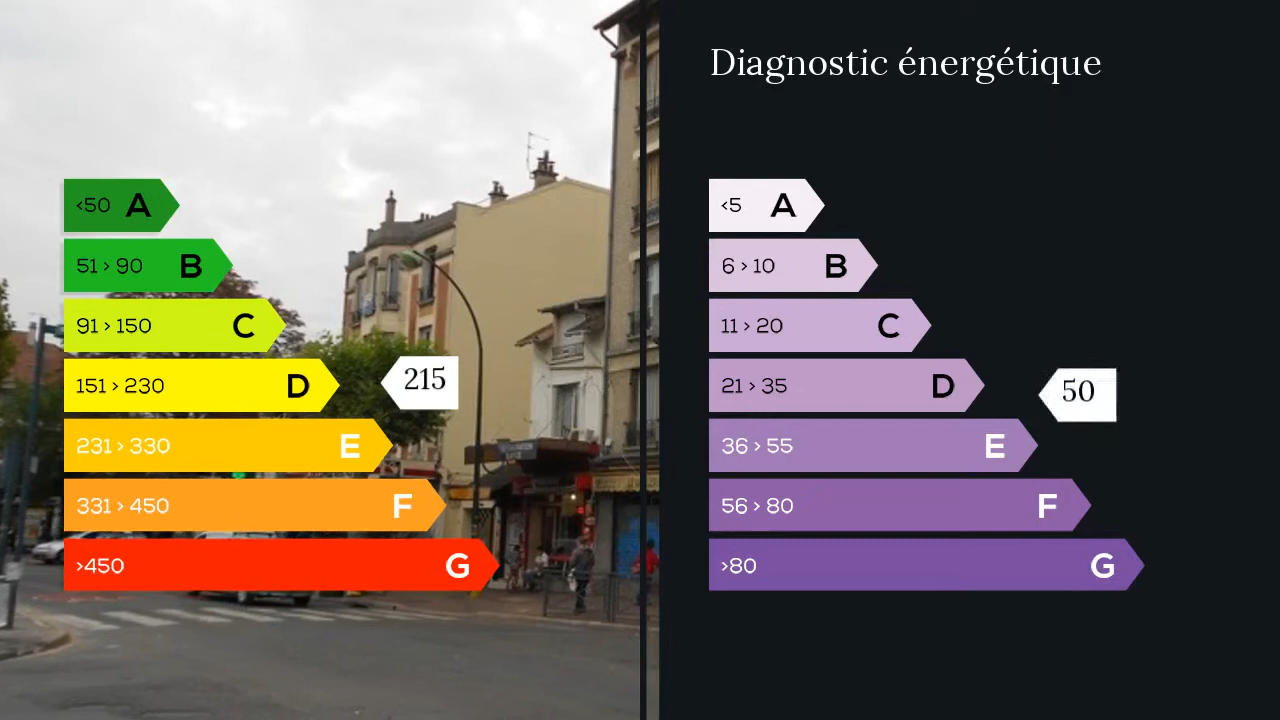 Diagnostic énergétique
<50 A
51 > 90 B
91 > 150 C
151 > 230 D
215
231 > 330 E
331 > 450 F
>450 G
<5 A
6 > 10 B
11 > 20 C
21 > 35 D
50
36 > 55 E
56 > 80 F
>80 G